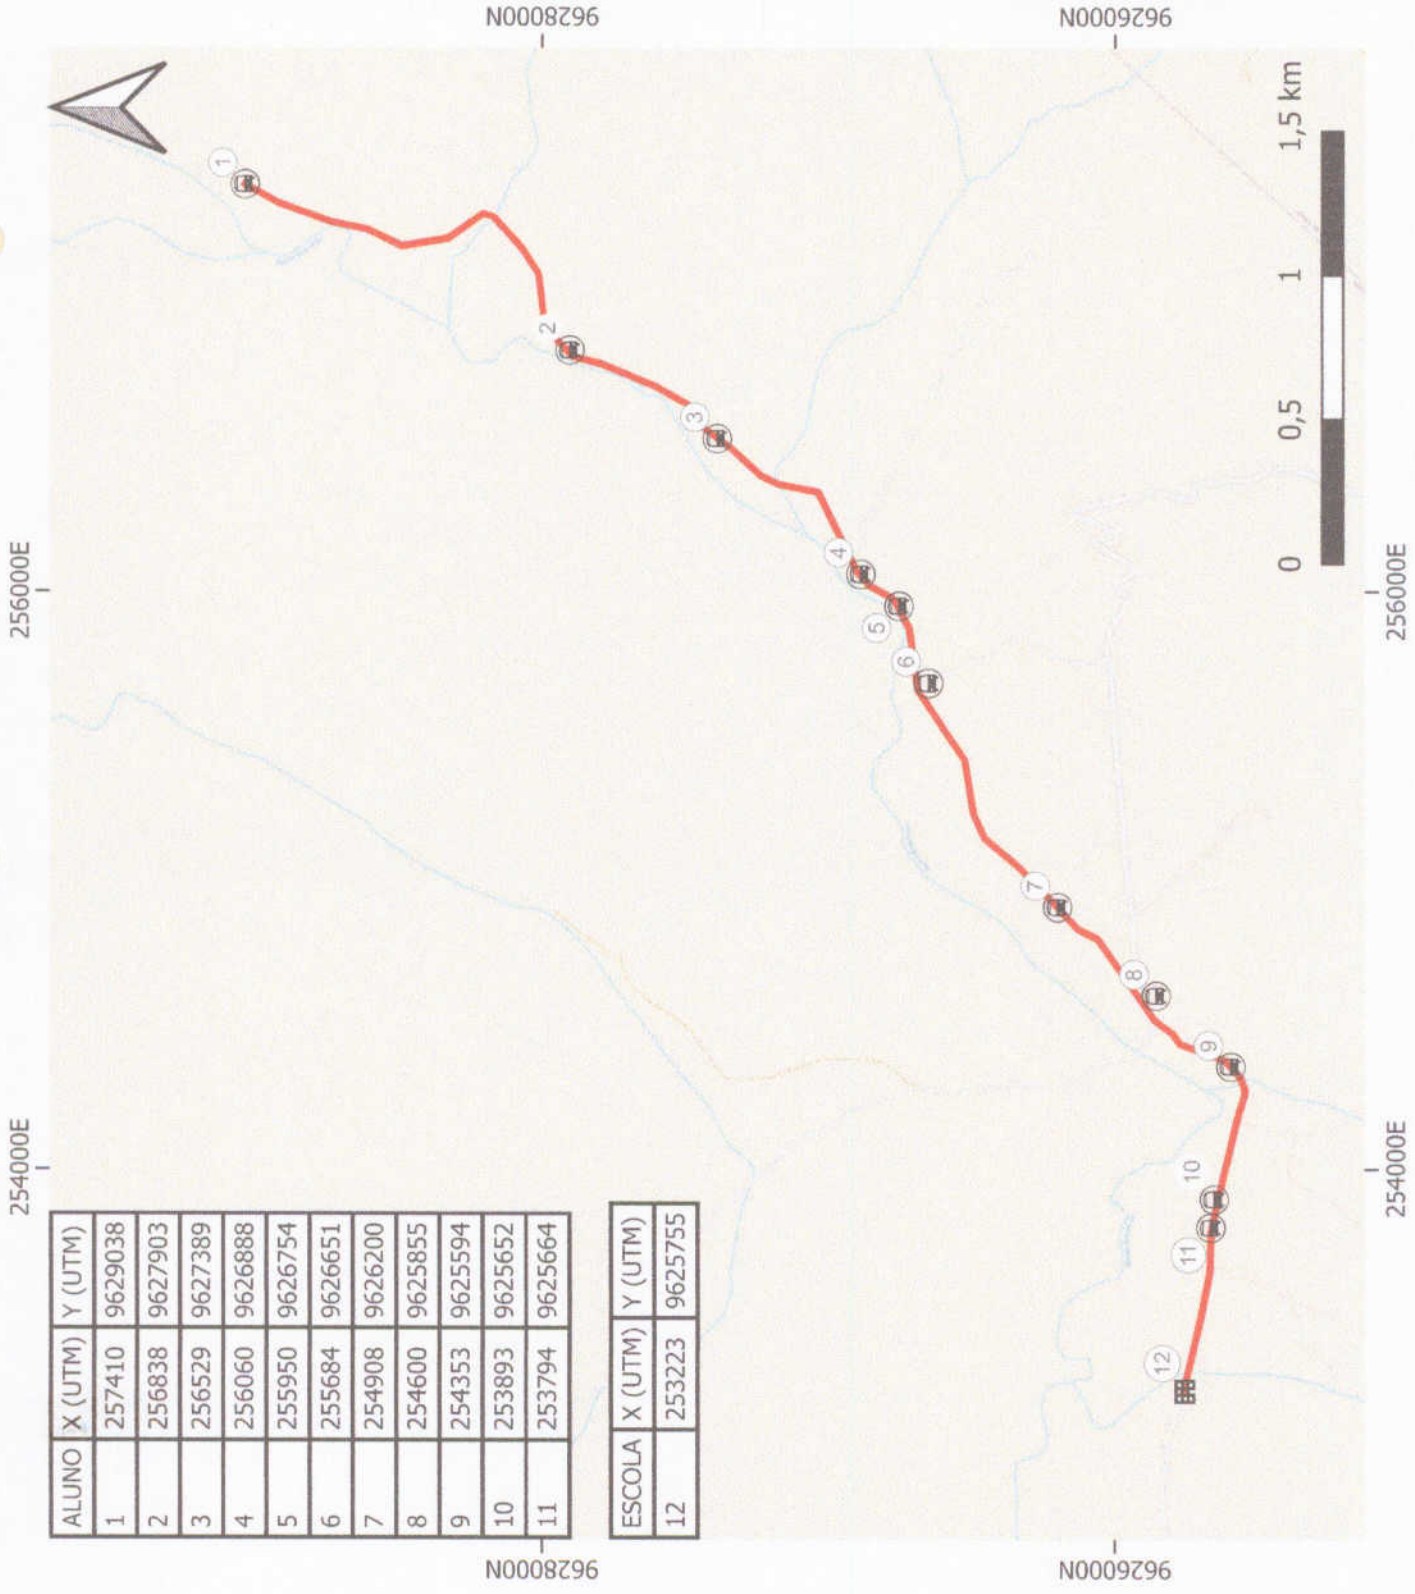 9628000N
9626000N
256000E
254000E
ALUNO X (UTM) Y (UTM)
1 257410 9629038
2 256838 9627903
3 256529 9627389
4 256060 9626888
5 255950 9626754
6 255684 9626651
7 254908 9626200
8 254600 9625855
9 254353 9625594
10 253893 9625652
11 253794 9625664
ESCOLA X (UTM) Y (UTM)
12 253223 9625755
1
2
3
4
5
6
7
8
9
10
11
12
0 0,5 1 1,5 km
256000E
254000E
9628000N
9626000N